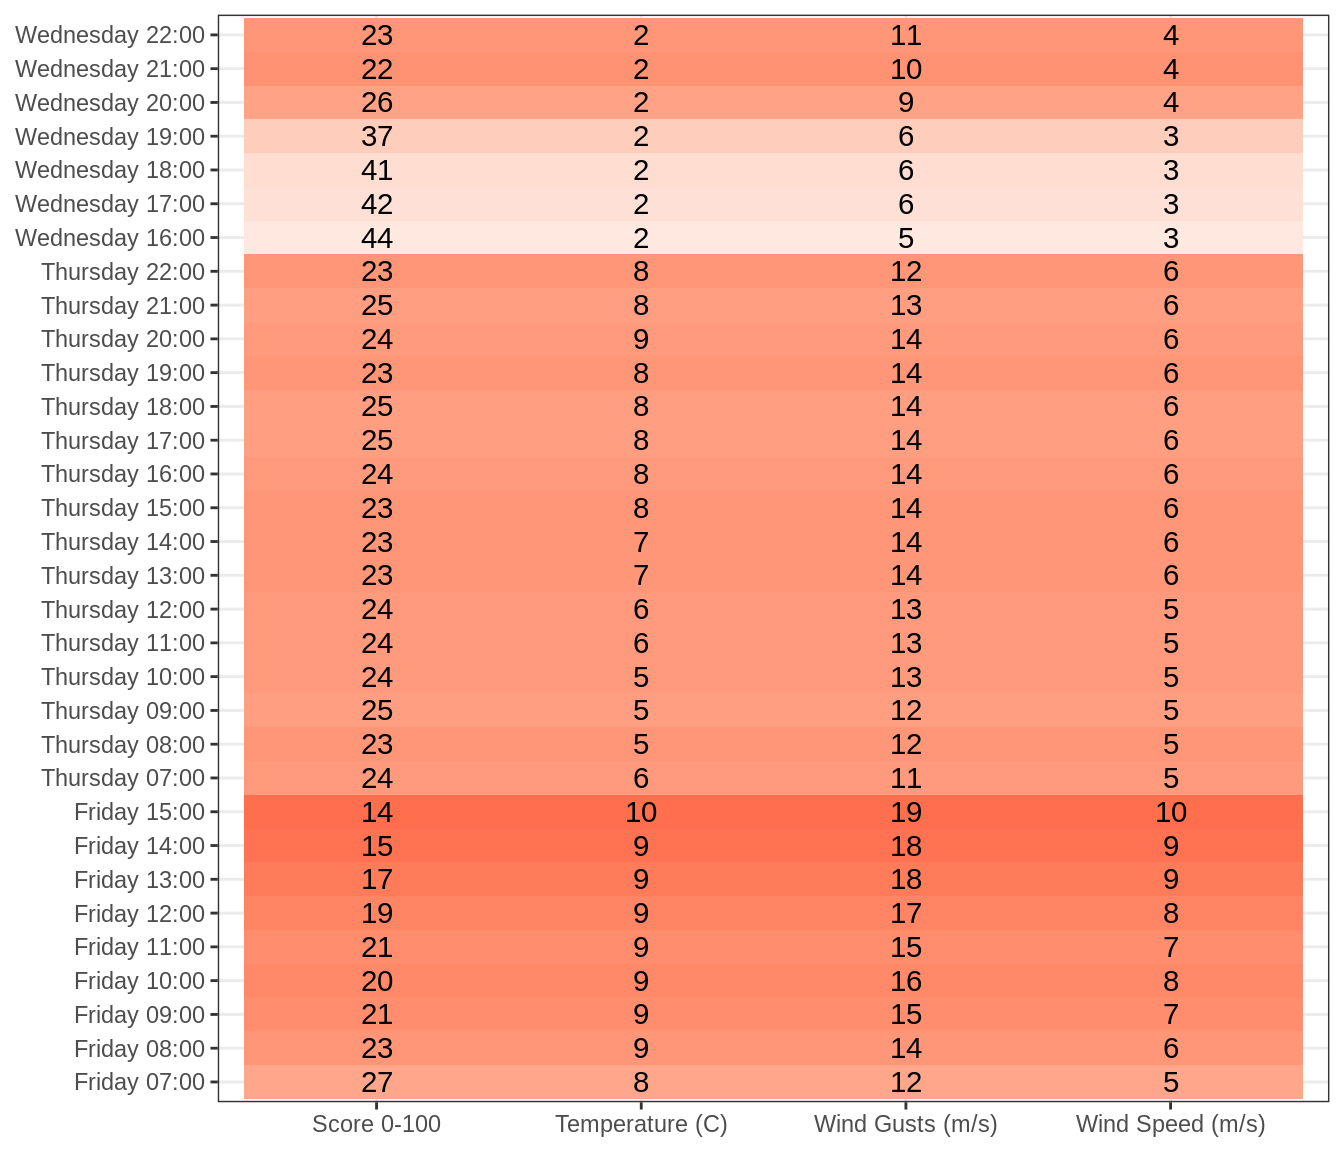 Wednesday 22:00 23 2 11 4
Wednesday 21:00 22 2 10 4
Wednesday 20:00 26 2 9 4
Wednesday 19:00 37 2 6 3
Wednesday 18:00 41 2 6 3
Wednesday 17:00 42 2 6 3
Wednesday 16:00 44 2 5 3
Thursday 22:00 23 8 12 6
Thursday 21:00 25 8 13 6
Thursday 20:00 24 9 14 6
Thursday 19:00 23 8 14 6
Thursday 18:00 25 8 14 6
Thursday 17:00 25 8 14 6
Thursday 16:00 24 8 14 6
Thursday 15:00 23 8 14 6
Thursday 14:00 23 7 14 6
Thursday 13:00 23 7 14 6
Thursday 12:00 24 6 13 5
Thursday 11:00 24 6 13 5
Thursday 10:00 24 5 13 5
Thursday 09:00 25 5 12 5
Thursday 08:00 23 5 12 5
Thursday 07:00 24 6 11 5
Friday 15:00 14 10 19 10
Friday 14:00 15 9 18 9
Friday 13:00 17 9 18 9
Friday 12:00 19 9 17 8
Friday 11:00 21 9 15 7
Friday 10:00 20 9 16 8
Friday 09:00 21 9 15 7
Friday 08:00 23 9 14 6
Friday 07:00 27 8 12 5
Score 0-100 Temperature (C) Wind Gusts (m/s) Wind Speed (m/s)